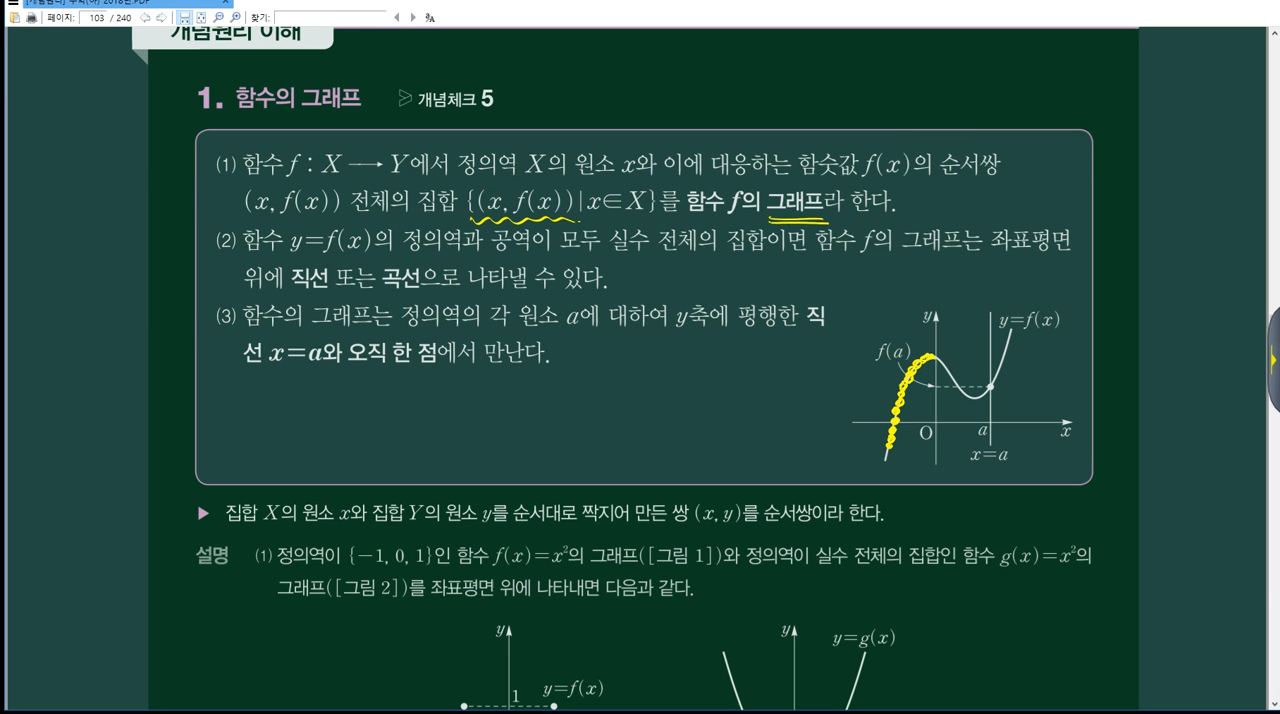 [개념원리] 수학(하) 2018년.PDF ×
페이지: 103 / 240 찾기:
개념원리 이해
1. 함수의 그래프 개념체크 5
(1) 함수 f : X → Y에서 정의역 X의 원소 x와 이에 대응하는 함숫값 f(x)의 순서쌍
(x, f(x)) 전체의 집합 {(x, f(x))|x∈X}를 함수 f의 그래프라 한다.
(2) 함수 y=f(x)의 정의역과 공역이 모두 실수 전체의 집합이면 함수 f의 그래프는 좌표평면
위에 직선 또는 곡선으로 나타낼 수 있다.
(3) 함수의 그래프는 정의역의 각 원소 a에 대하여 y축에 평행한 직
선 x=a와 오직 한 점에서 만난다.
y
y=f(x)
f(a)
O a x
x=a
▶ 집합 X의 원소 x와 집합 Y의 원소 y를 순서대로 짝지어 만든 쌍 (x, y)를 순서쌍이라 한다.
설명 (1) 정의역이 {-1, 0, 1}인 함수 f(x)=x²의 그래프([그림 1])와 정의역이 실수 전체의 집합인 함수 g(x)=x²의
그래프([그림 2])를 좌표평면 위에 나타내면 다음과 같다.
y
1 y=f(x)
y y=g(x)